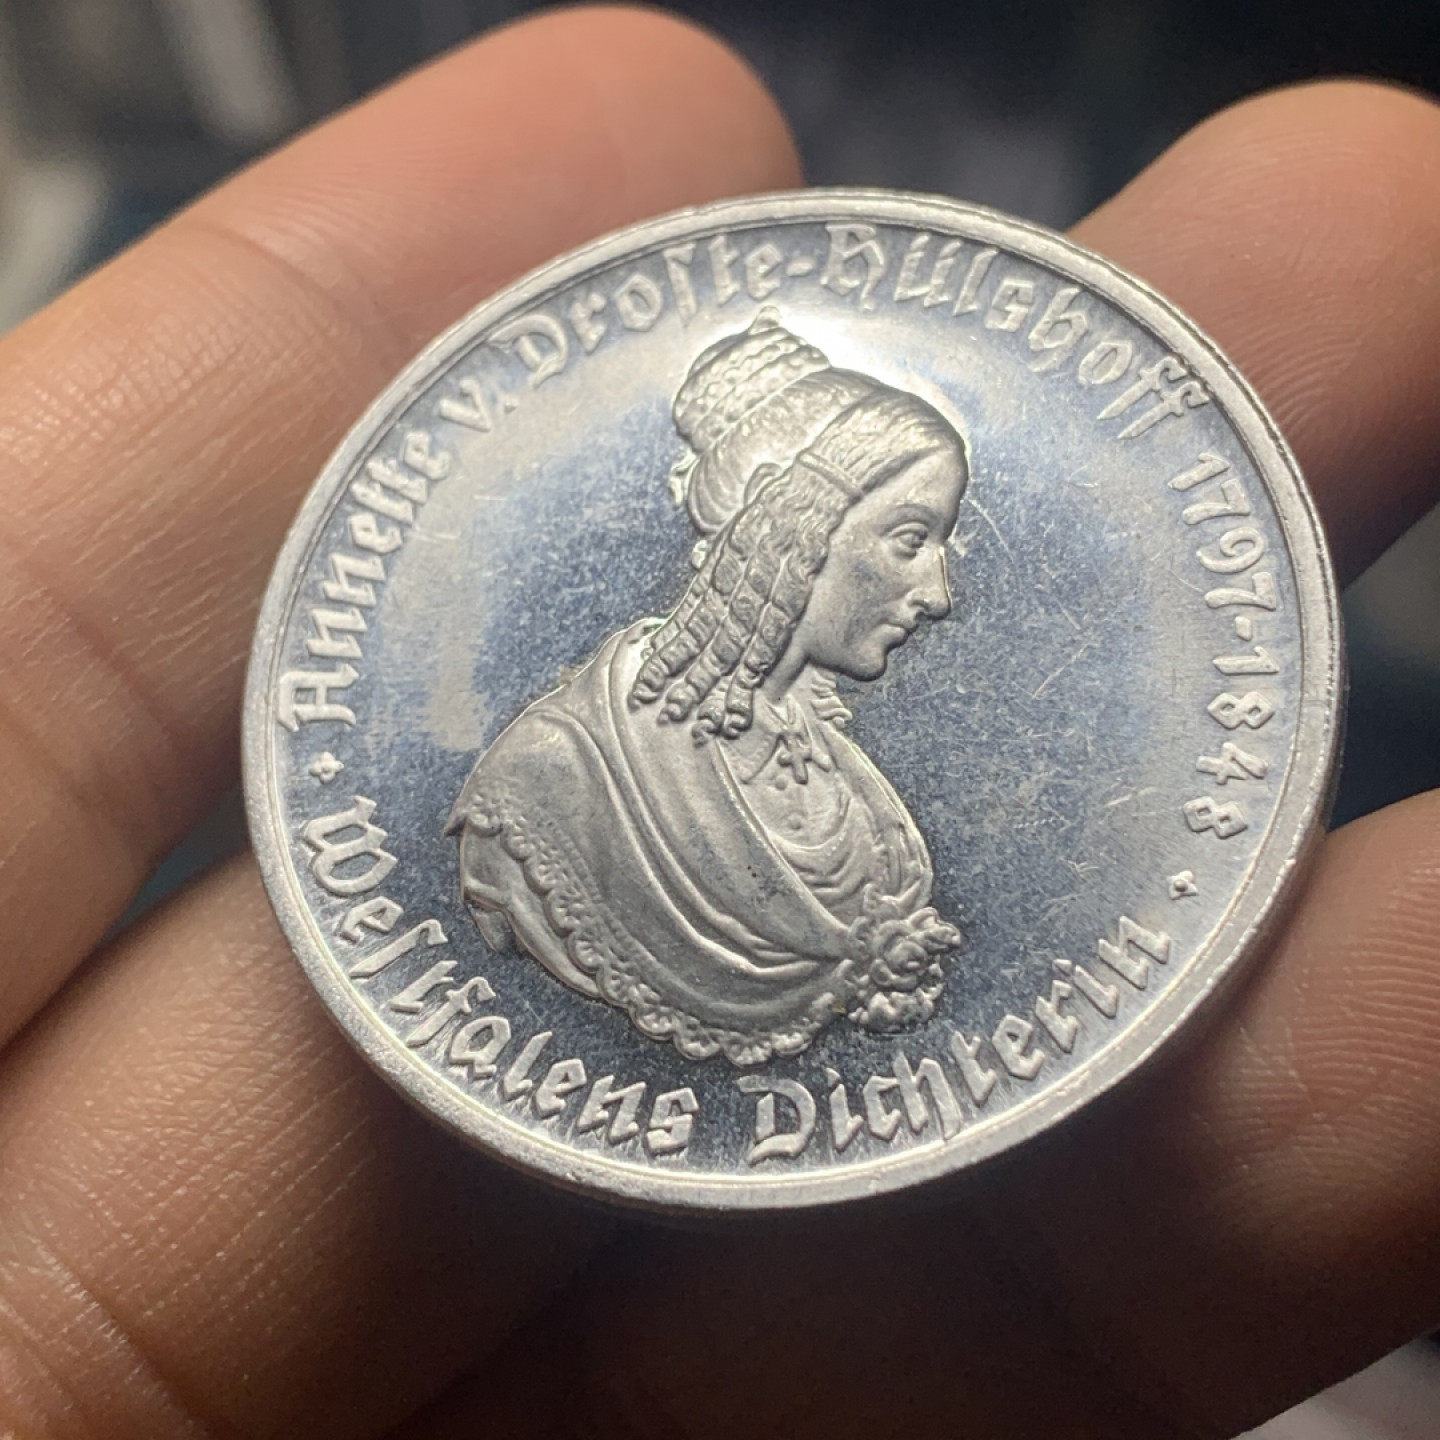 Annette v. Droſte-Hülshoff 1797-1848
Weſtfalens Dichterin